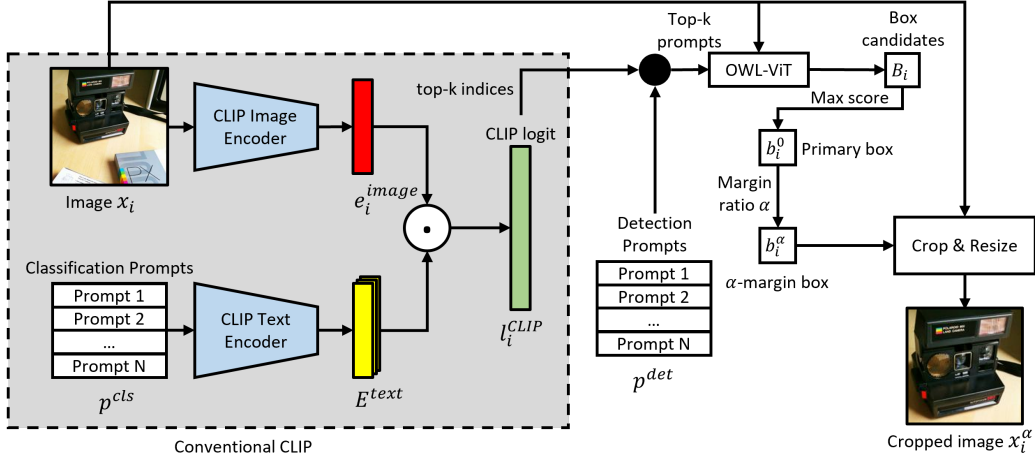 Top-k
prompts
Box
candidates
OWL-ViT
B_i
top-k indices
Max score
CLIP Image
Encoder
CLIP logit
b_i^0
Primary box
Image x_i
e_i^{image}
Margin
ratio α
Detection
Prompts
b_i^α
Crop & Resize
α-margin box
Classification Prompts
Prompt 1
Prompt 2
...
Prompt N
CLIP Text
Encoder
Prompt 1
Prompt 2
...
Prompt N
l_i^{CLIP}
p^{cls}
E^{text}
p^{det}
Cropped image x_i^α
Conventional CLIP
PX